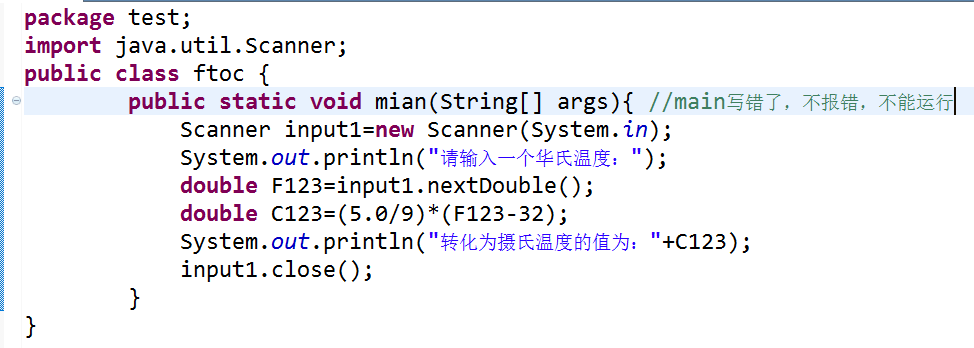 package test;
import java.util.Scanner;
public class ftoc {
public static void mian(String[] args){ //main写错了，不报错，不能运行
Scanner input1=new Scanner(System.in);
System.out.println("请输入一个华氏温度：");
double F123=input1.nextDouble();
double C123=(5.0/9)*(F123-32);
System.out.println("转化为摄氏温度的值为："+C123);
input1.close();
}
}